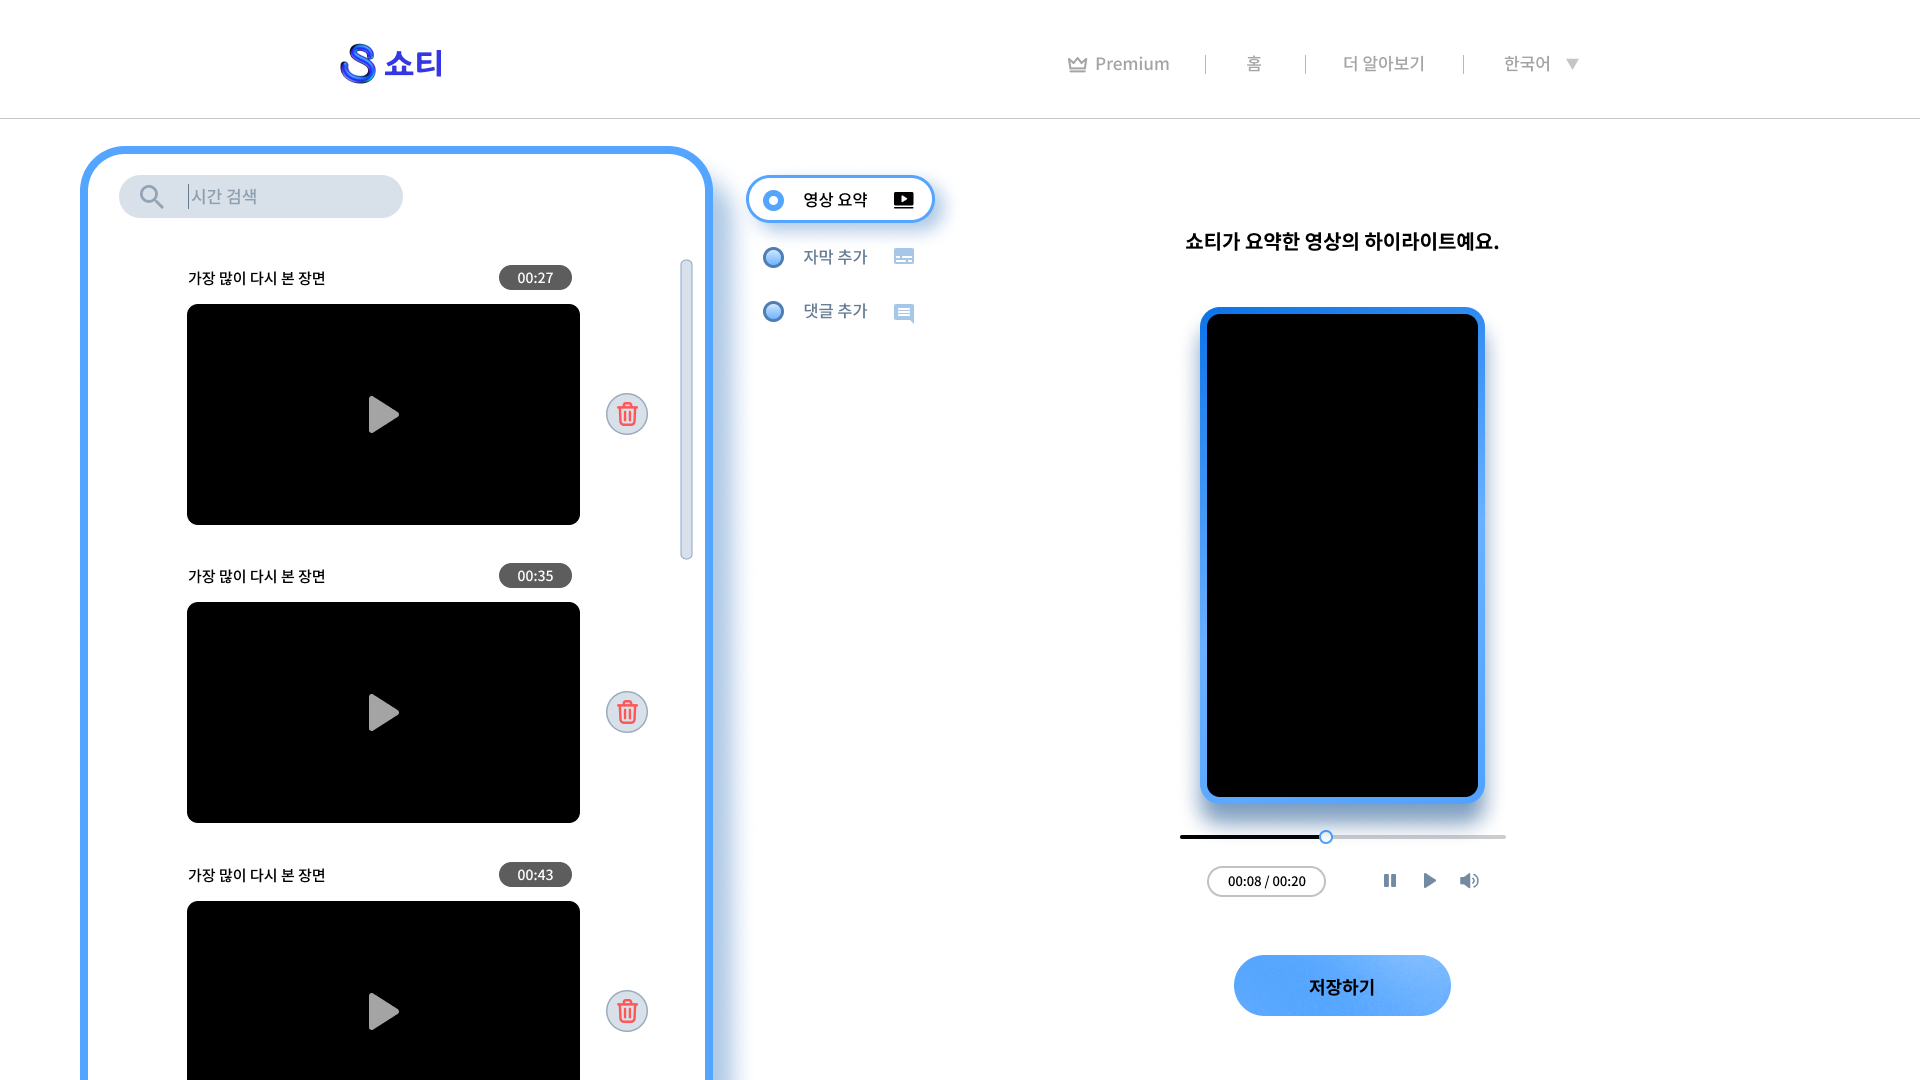 쇼티
Premium
홈
더 알아보기
한국어
시간 검색
가장 많이 다시 본 장면
00:27
가장 많이 다시 본 장면
00:35
가장 많이 다시 본 장면
00:43
영상 요약
자막 추가
댓글 추가
쇼티가 요약한 영상의 하이라이트예요.
00:08 / 00:20
저장하기